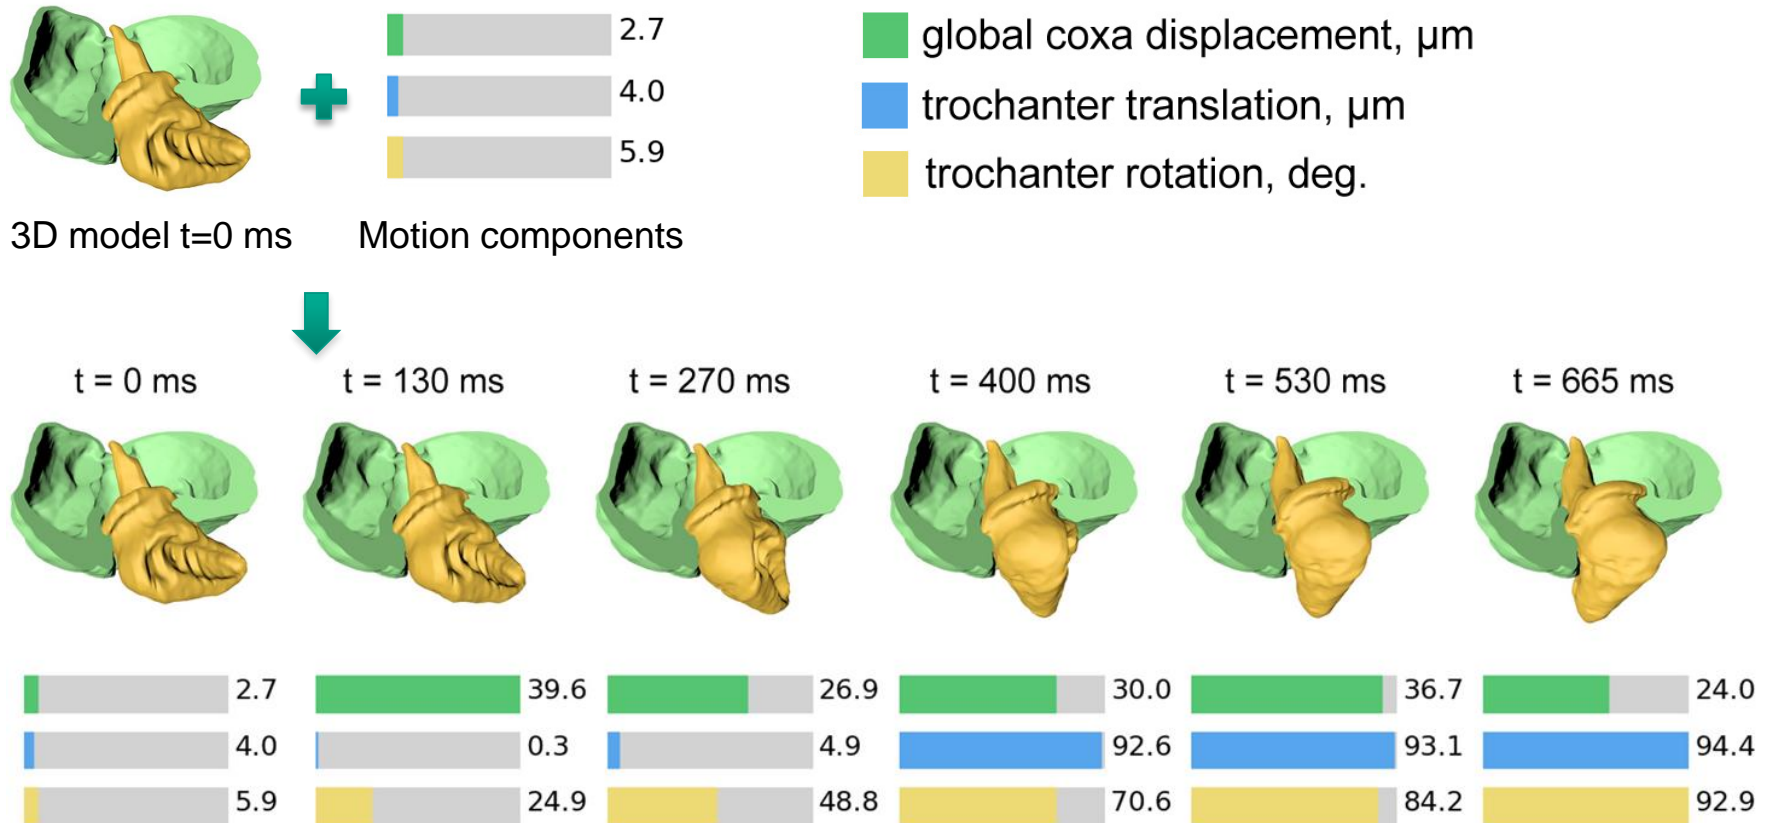 2.7
4.0
5.9
global coxa displacement, µm
trochanter translation, µm
trochanter rotation, deg.
3D model t=0 ms
Motion components
t = 0 ms
t = 130 ms
t = 270 ms
t = 400 ms
t = 530 ms
t = 665 ms
2.7
39.6
26.9
30.0
36.7
24.0
4.0
0.3
4.9
92.6
93.1
94.4
5.9
24.9
48.8
70.6
84.2
92.9